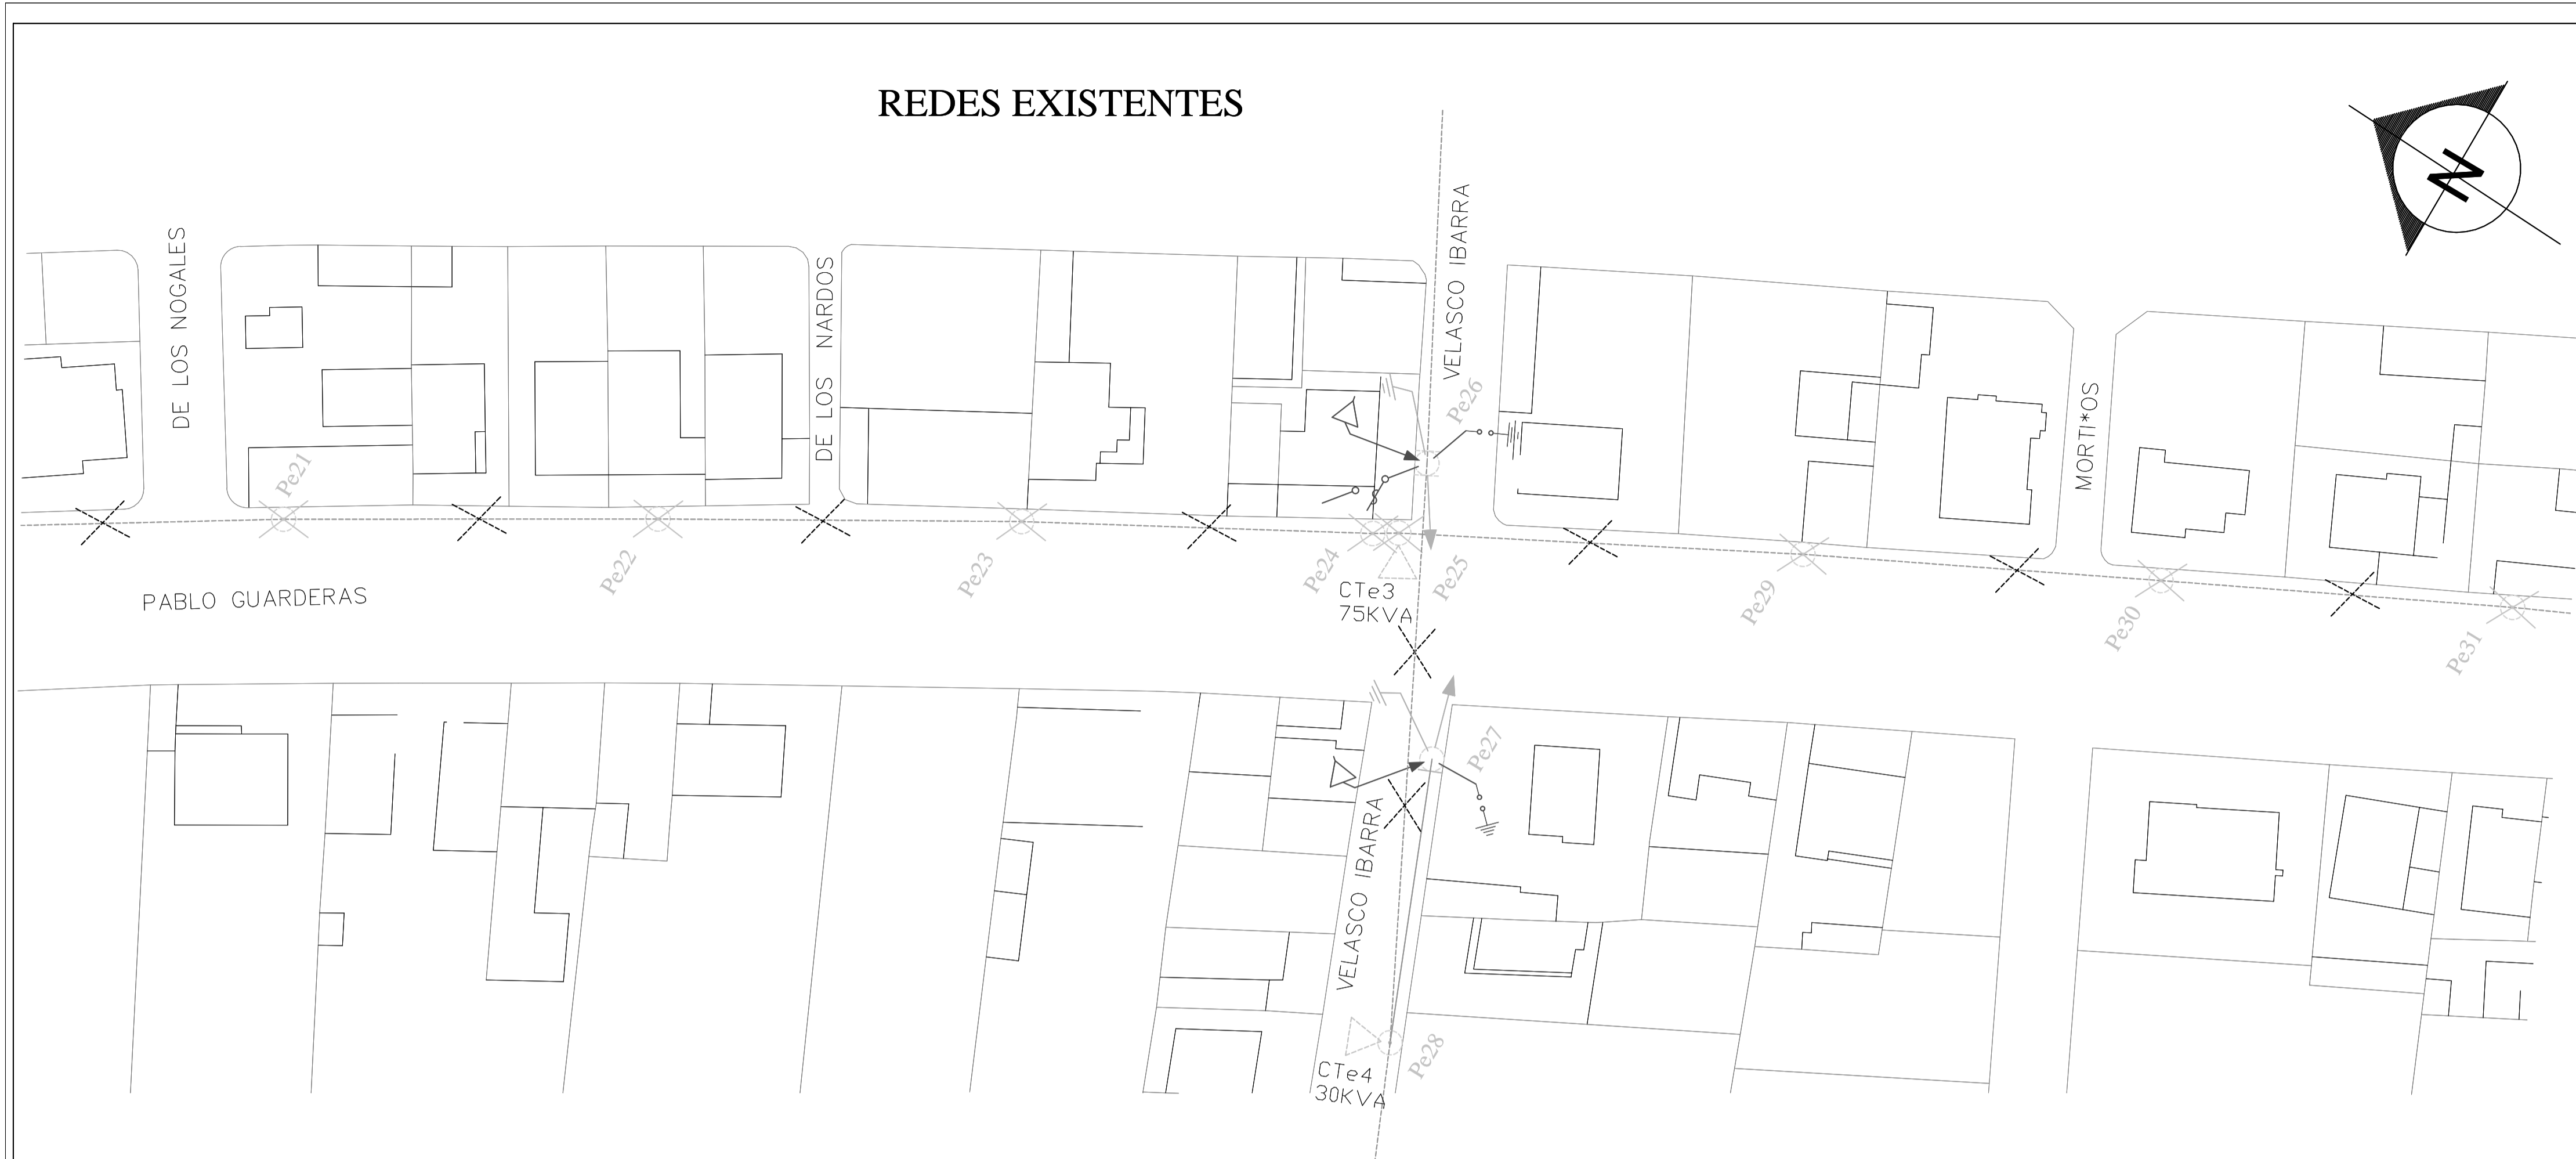 REDES EXISTENTES
N
DE LOS NOGALES
DE LOS NARDOS
VELASCO IBARRA
MORTI*OS
Pe21
Pe22
Pe23
Pe24
Pe25
Pe26
Pe29
Pe30
Pe31
CTe3
75KVA
PABLO GUARDERAS
Pe27
VELASCO IBARRA
Pe28
CTe4
30KVA